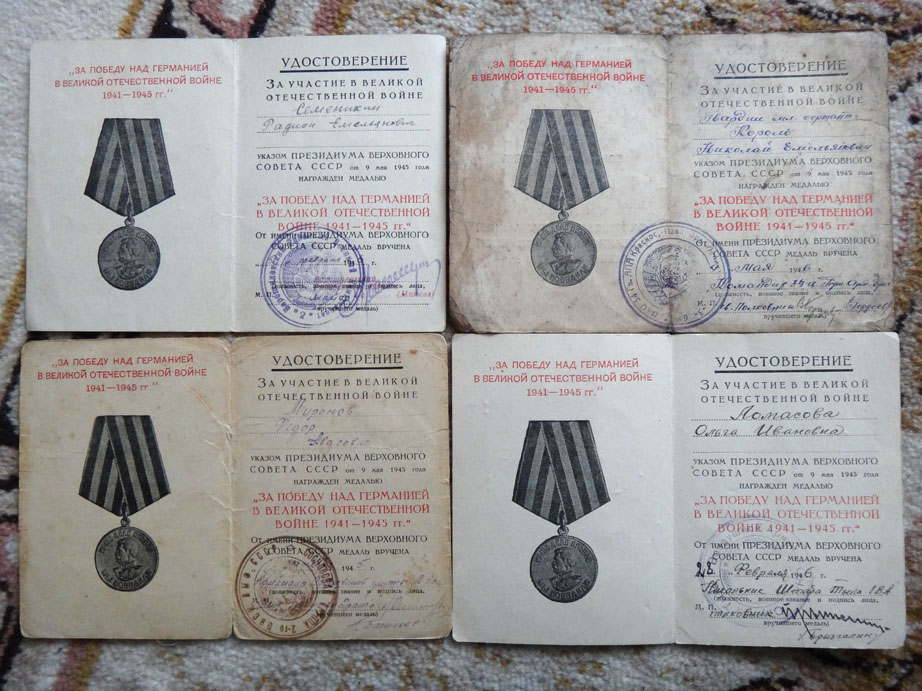 „ЗА ПОБЕДУ НАД ГЕРМАНИЕЙ
В ВЕЛИКОЙ ОТЕЧЕСТВЕННОЙ ВОЙНЕ
1941—1945 гг.“
УДОСТОВЕРЕНИЕ
ЗА УЧАСТИЕ В ВЕЛИКОЙ
ОТЕЧЕСТВЕННОЙ ВОЙНЕ
Семеникин
Радион Емельянович
УКАЗОМ ПРЕЗИДИУМА ВЕРХОВНОГО
СОВЕТА СССР от 9 мая 1945 года
НАГРАЖДЕН МЕДАЛЬЮ
„ЗА ПОБЕДУ НАД ГЕРМАНИЕЙ
В ВЕЛИКОЙ ОТЕЧЕСТВЕННОЙ
ВОЙНЕ 1941—1945 гг.“
От имени ПРЕЗИДИУМА ВЕРХОВНОГО
СОВЕТА СССР МЕДАЛЬ ВРУЧЕНА
„ЗА ПОБЕДУ НАД ГЕРМАНИЕЙ
В ВЕЛИКОЙ ОТЕЧЕСТВЕННОЙ ВОЙНЕ
1941—1945 гг.“
УДОСТОВЕРЕНИЕ
ЗА УЧАСТИЕ В ВЕЛИКОЙ
ОТЕЧЕСТВЕННОЙ ВОЙНЕ
Гвардии мл. сержант
Король
Николай Емельянович
УКАЗОМ ПРЕЗИДИУМА ВЕРХОВНОГО
СОВЕТА СССР от 9 мая 1945 года
НАГРАЖДЕН МЕДАЛЬЮ
„ЗА ПОБЕДУ НАД ГЕРМАНИЕЙ
В ВЕЛИКОЙ ОТЕЧЕСТВЕННОЙ
ВОЙНЕ 1941—1945 гг.“
От имени ПРЕЗИДИУМА ВЕРХОВНОГО
СОВЕТА СССР МЕДАЛЬ ВРУЧЕНА
Мая 1946 г.
(должность, воинское звание и подпись лица,
М. П.
вручившего медаль)
„ЗА ПОБЕДУ НАД ГЕРМАНИЕЙ
В ВЕЛИКОЙ ОТЕЧЕСТВЕННОЙ ВОЙНЕ
1941—1945 гг.“
УДОСТОВЕРЕНИЕ
ЗА УЧАСТИЕ В ВЕЛИКОЙ
ОТЕЧЕСТВЕННОЙ ВОЙНЕ
Миронов
Авдеевич
УКАЗОМ ПРЕЗИДИУМА ВЕРХОВНОГО
СОВЕТА СССР от 9 мая 1945 года
НАГРАЖДЕН МЕДАЛЬЮ
„ЗА ПОБЕДУ НАД ГЕРМАНИЕЙ
В ВЕЛИКОЙ ОТЕЧЕСТВЕННОЙ
ВОЙНЕ 1941—1945 гг.“
От имени ПРЕЗИДИУМА ВЕРХОВНОГО
СОВЕТА СССР МЕДАЛЬ ВРУЧЕНА
„ЗА ПОБЕДУ НАД ГЕРМАНИЕЙ
В ВЕЛИКОЙ ОТЕЧЕСТВЕННОЙ ВОЙНЕ
1941—1945 гг.“
УДОСТОВЕРЕНИЕ
ЗА УЧАСТИЕ В ВЕЛИКОЙ
ОТЕЧЕСТВЕННОЙ ВОЙНЕ
Ломасова
Ольга Ивановна
УКАЗОМ ПРЕЗИДИУМА ВЕРХОВНОГО
СОВЕТА СССР от 9 мая 1945 года
НАГРАЖДЕН МЕДАЛЬЮ
„ЗА ПОБЕДУ НАД ГЕРМАНИЕЙ
В ВЕЛИКОЙ ОТЕЧЕСТВЕННОЙ
ВОЙНЕ 1941—1945 гг.“
От имени ПРЕЗИДИУМА ВЕРХОВНОГО
СОВЕТА СССР МЕДАЛЬ ВРУЧЕНА
28 Февраля 1946 г.
Начальник Штаба Тыла
(должность, воинское звание и подпись лица,
М. П.
вручившего медаль)